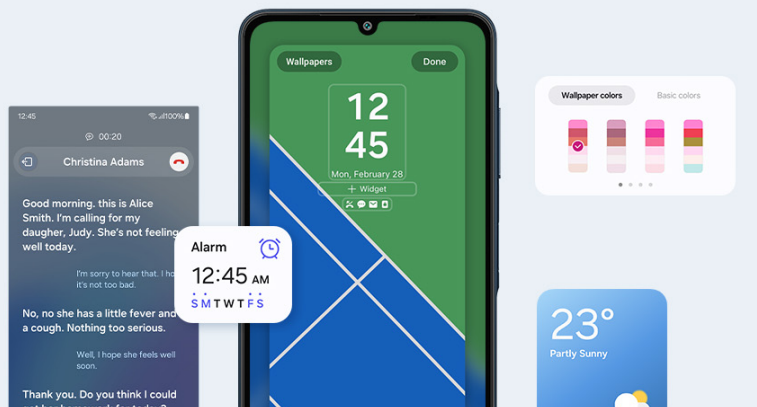 12:45
100%
00:20
Christina Adams
Good morning. this is Alice
Smith. I'm calling for my
daugher, Judy. She's not feeling
well today.
I'm sorry to hear that. I ho
it's not too bad.
No, no she has a little fever and
a cough. Nothing too serious.
Well, I hope she feels well
soon.
Thank you. Do you think I could
Alarm
12:45 AM
S M T W T F S
Wallpapers
Done
12
45
Mon, February 28
+ Widget
Wallpaper colors
Basic colors
23°
Partly Sunny